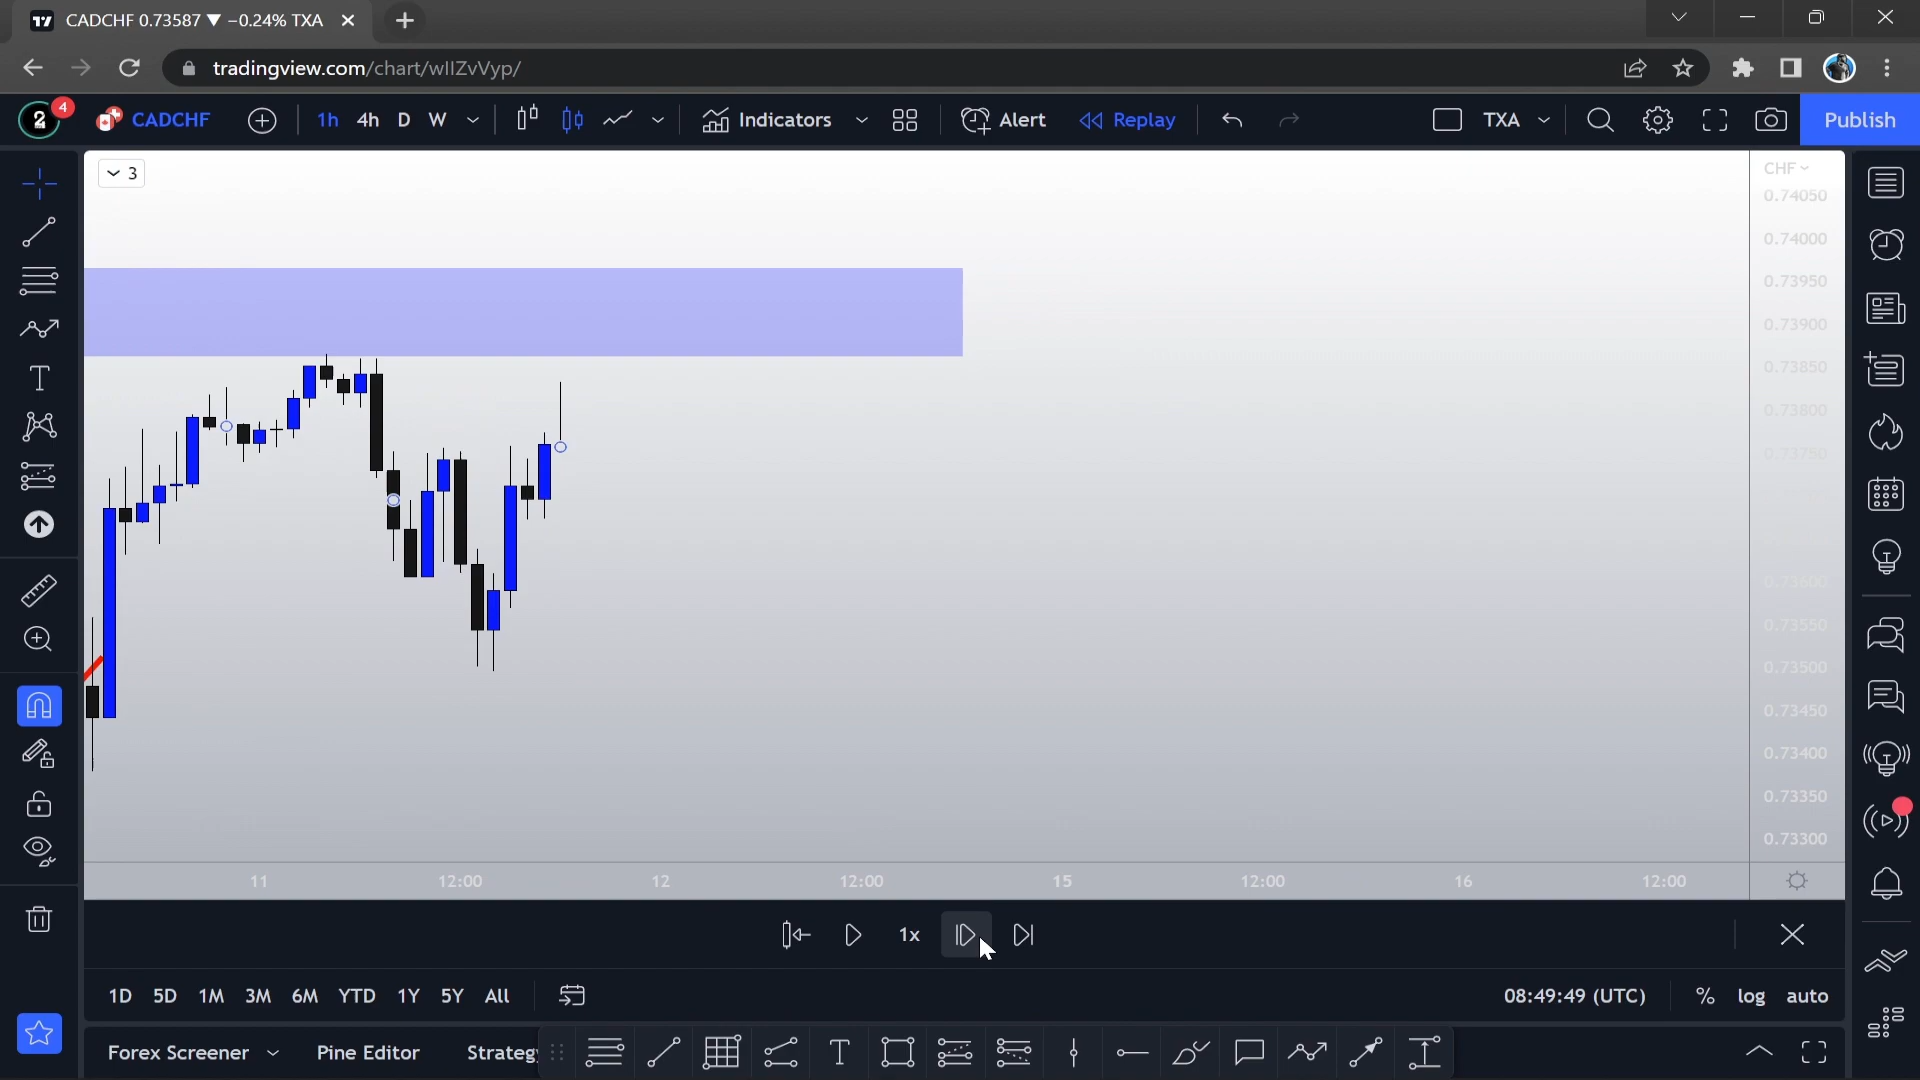 CADCHF 0.73587 ▼ −0.24% TXA
tradingview.com/chart/wlIZvVyp/
4
CADCHF
1h 4h D W
Indicators
Alert
Replay
TXA
Publish
3
CHF
0.74050
0.74000
0.73950
0.73900
0.73850
0.73800
0.73750
0.73600
0.73550
0.73500
0.73450
0.73400
0.73350
0.73300
11 12:00 12 12:00 15 12:00 16 12:00
1x
1D 5D 1M 3M 6M YTD 1Y 5Y All
08:49:49 (UTC) % log auto
Forex Screener Pine Editor Strateg